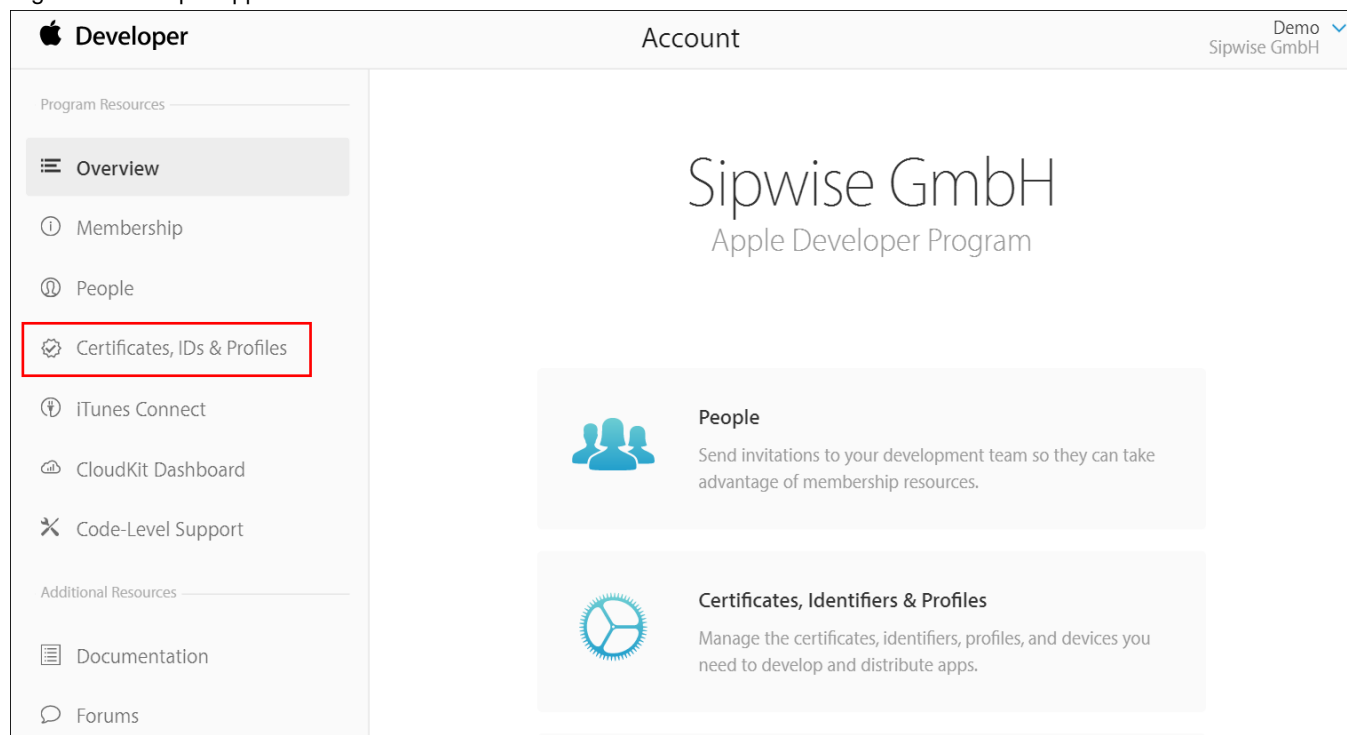 Developer
Account
Demo
Sipwise GmbH
Program Resources
Overview
Membership
People
Certificates, IDs & Profiles
iTunes Connect
CloudKit Dashboard
Code-Level Support
Additional Resources
Documentation
Forums
Sipwise GmbH
Apple Developer Program
People
Send invitations to your development team so they can take
advantage of membership resources.
Certificates, Identifiers & Profiles
Manage the certificates, identifiers, profiles, and devices you
need to develop and distribute apps.